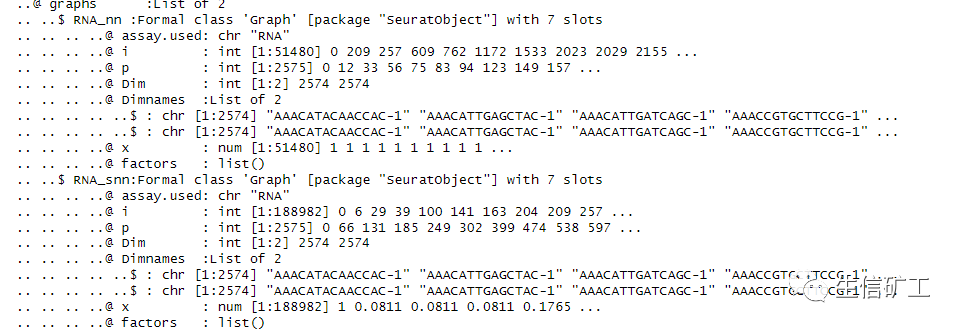 ..@ graphs      :List of 2
.. ..$ RNA_nn :Formal class 'Graph' [package "SeuratObject"] with 7 slots
.. .. .. ..@ assay.used: chr "RNA"
.. .. .. ..@ i         : int [1:51480] 0 209 257 609 762 1172 1533 2023 2029 2155 ...
.. .. .. ..@ p         : int [1:2575] 0 12 33 56 75 83 94 123 149 157 ...
.. .. .. ..@ Dim       : int [1:2] 2574 2574
.. .. .. ..@ Dimnames  :List of 2
.. .. .. .. ..$ : chr [1:2574] "AAACATACAACCAC-1" "AAACATTGAGCTAC-1" "AAACATTGATCAGC-1" "AAACCGTGCTTCCG-1" ...
.. .. .. .. ..$ : chr [1:2574] "AAACATACAACCAC-1" "AAACATTGAGCTAC-1" "AAACATTGATCAGC-1" "AAACCGTGCTTCCG-1" ...
.. .. .. ..@ x         : num [1:51480] 1 1 1 1 1 1 1 1 1 1 ...
.. .. .. ..@ factors   : list()
.. ..$ RNA_snn:Formal class 'Graph' [package "SeuratObject"] with 7 slots
.. .. .. ..@ assay.used: chr "RNA"
.. .. .. ..@ i         : int [1:188982] 0 6 29 39 100 141 163 204 209 257 ...
.. .. .. ..@ p         : int [1:2575] 0 66 131 185 249 302 399 474 538 597 ...
.. .. .. ..@ Dim       : int [1:2] 2574 2574
.. .. .. ..@ Dimnames  :List of 2
.. .. .. .. ..$ : chr [1:2574] "AAACATACAACCAC-1" "AAACATTGAGCTAC-1" "AAACATTGATCAGC-1" ...
.. .. .. .. ..$ : chr [1:2574] "AAACATACAACCAC-1" "AAACATTGAGCTAC-1" "AAACATTGATCAGC-1" ...
生信矿工
.. .. .. ..@ x         : num [1:188982] 1 0.0811 0.0811 0.0811 0.1765 ...
.. .. .. ..@ factors   : list()